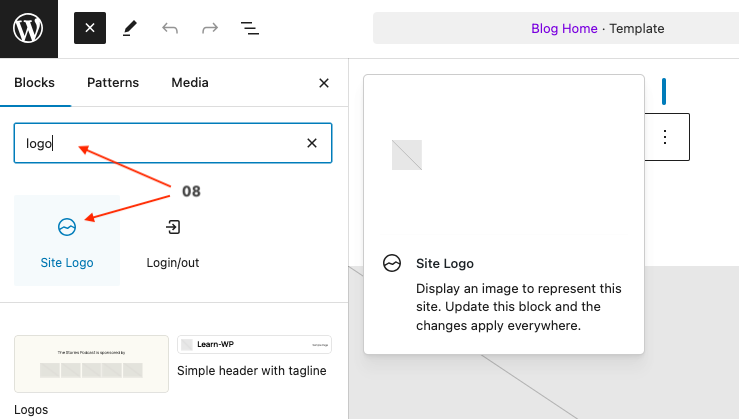 Blog Home · Template
Blocks
Patterns
Media
logo
08
Site Logo
Login/out
Site Logo
Display an image to represent this
site. Update this block and the
changes apply everywhere.
The Stories Podcast is sponsored by
Learn-WP
Simple header with tagline
Logos